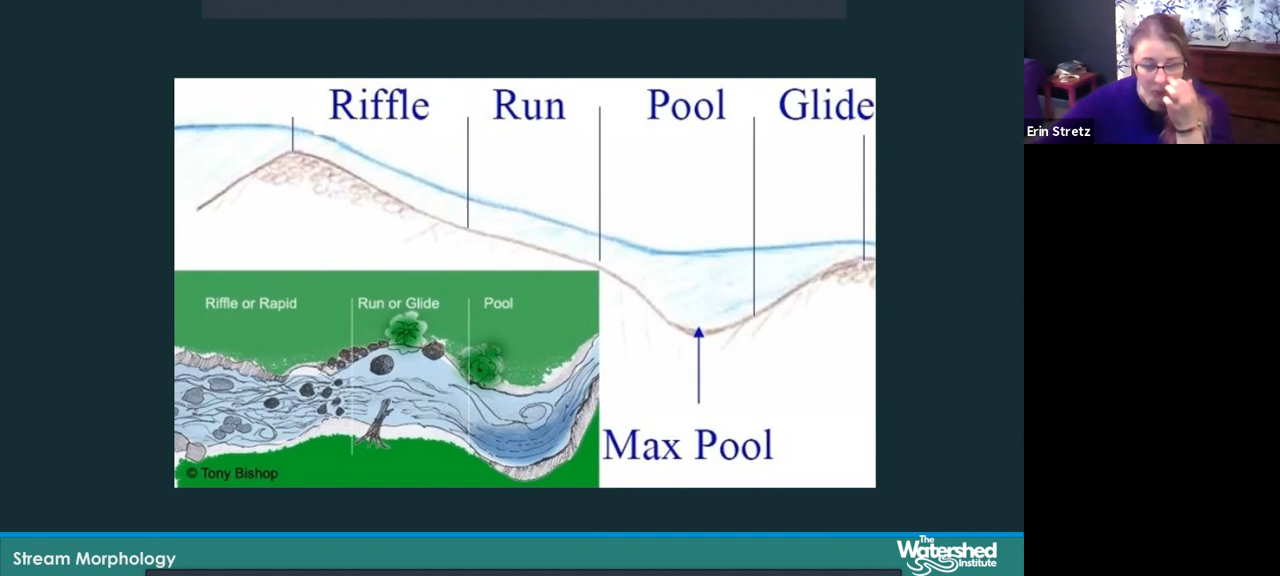 Riffle Run Pool Glide
Riffle or Rapid Run or Glide Pool
© Tony Bishop
Max Pool
Erin Stretz
Stream Morphology
The
Watershed
Institute